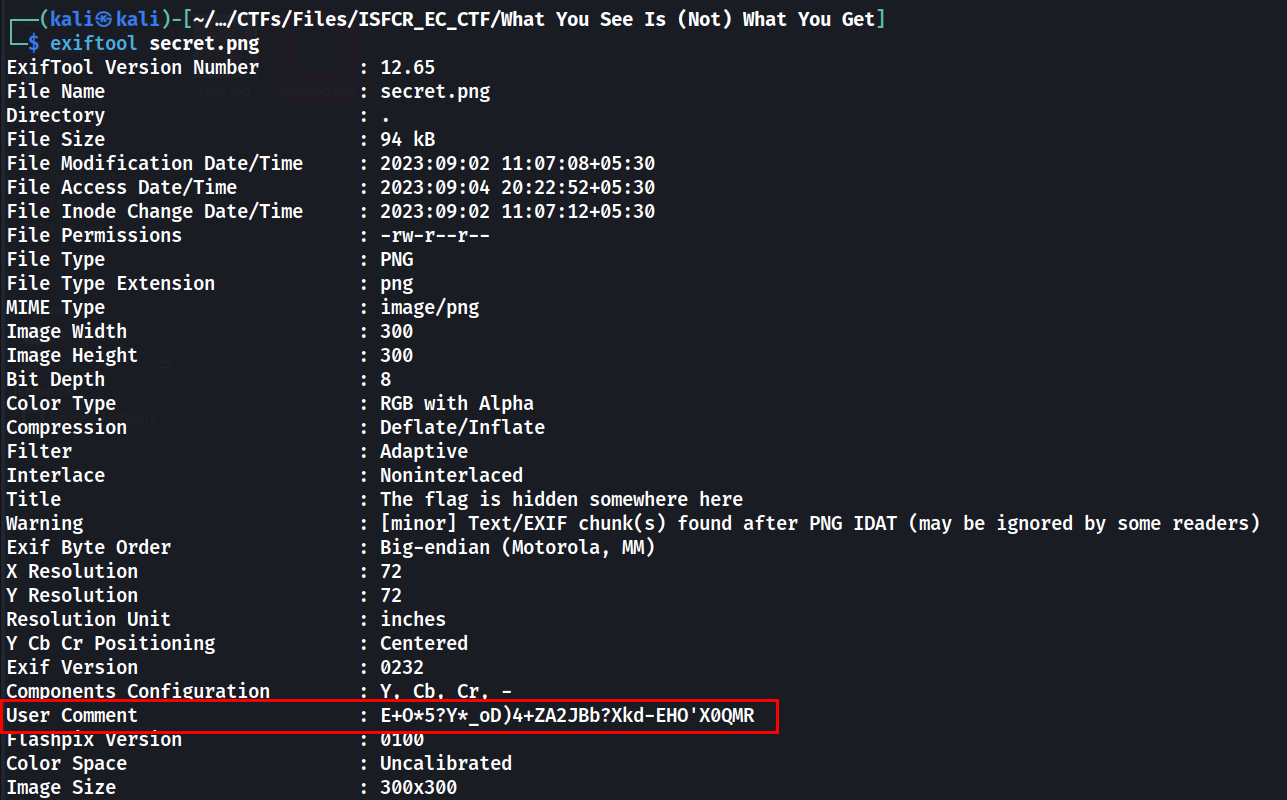 ┌──(kali㉿kali)-[~/…/CTFs/Files/ISFCR_EC_CTF/What You See Is (Not) What You Get]
└─$ exiftool secret.png
ExifTool Version Number : 12.65
File Name : secret.png
Directory : .
File Size : 94 kB
File Modification Date/Time : 2023:09:02 11:07:08+05:30
File Access Date/Time : 2023:09:04 20:22:52+05:30
File Inode Change Date/Time : 2023:09:02 11:07:12+05:30
File Permissions : -rw-r--r--
File Type : PNG
File Type Extension : png
MIME Type : image/png
Image Width : 300
Image Height : 300
Bit Depth : 8
Color Type : RGB with Alpha
Compression : Deflate/Inflate
Filter : Adaptive
Interlace : Noninterlaced
Title : The flag is hidden somewhere here
Warning : [minor] Text/EXIF chunk(s) found after PNG IDAT (may be ignored by some readers)
Exif Byte Order : Big-endian (Motorola, MM)
X Resolution : 72
Y Resolution : 72
Resolution Unit : inches
Y Cb Cr Positioning : Centered
Exif Version : 0232
Components Configuration : Y, Cb, Cr, -
User Comment : E+O*5?Y*_oD)4+ZA2JBb?Xkd-EHO'X0QMR
Flashpix Version : 0100
Color Space : Uncalibrated
Image Size : 300x300